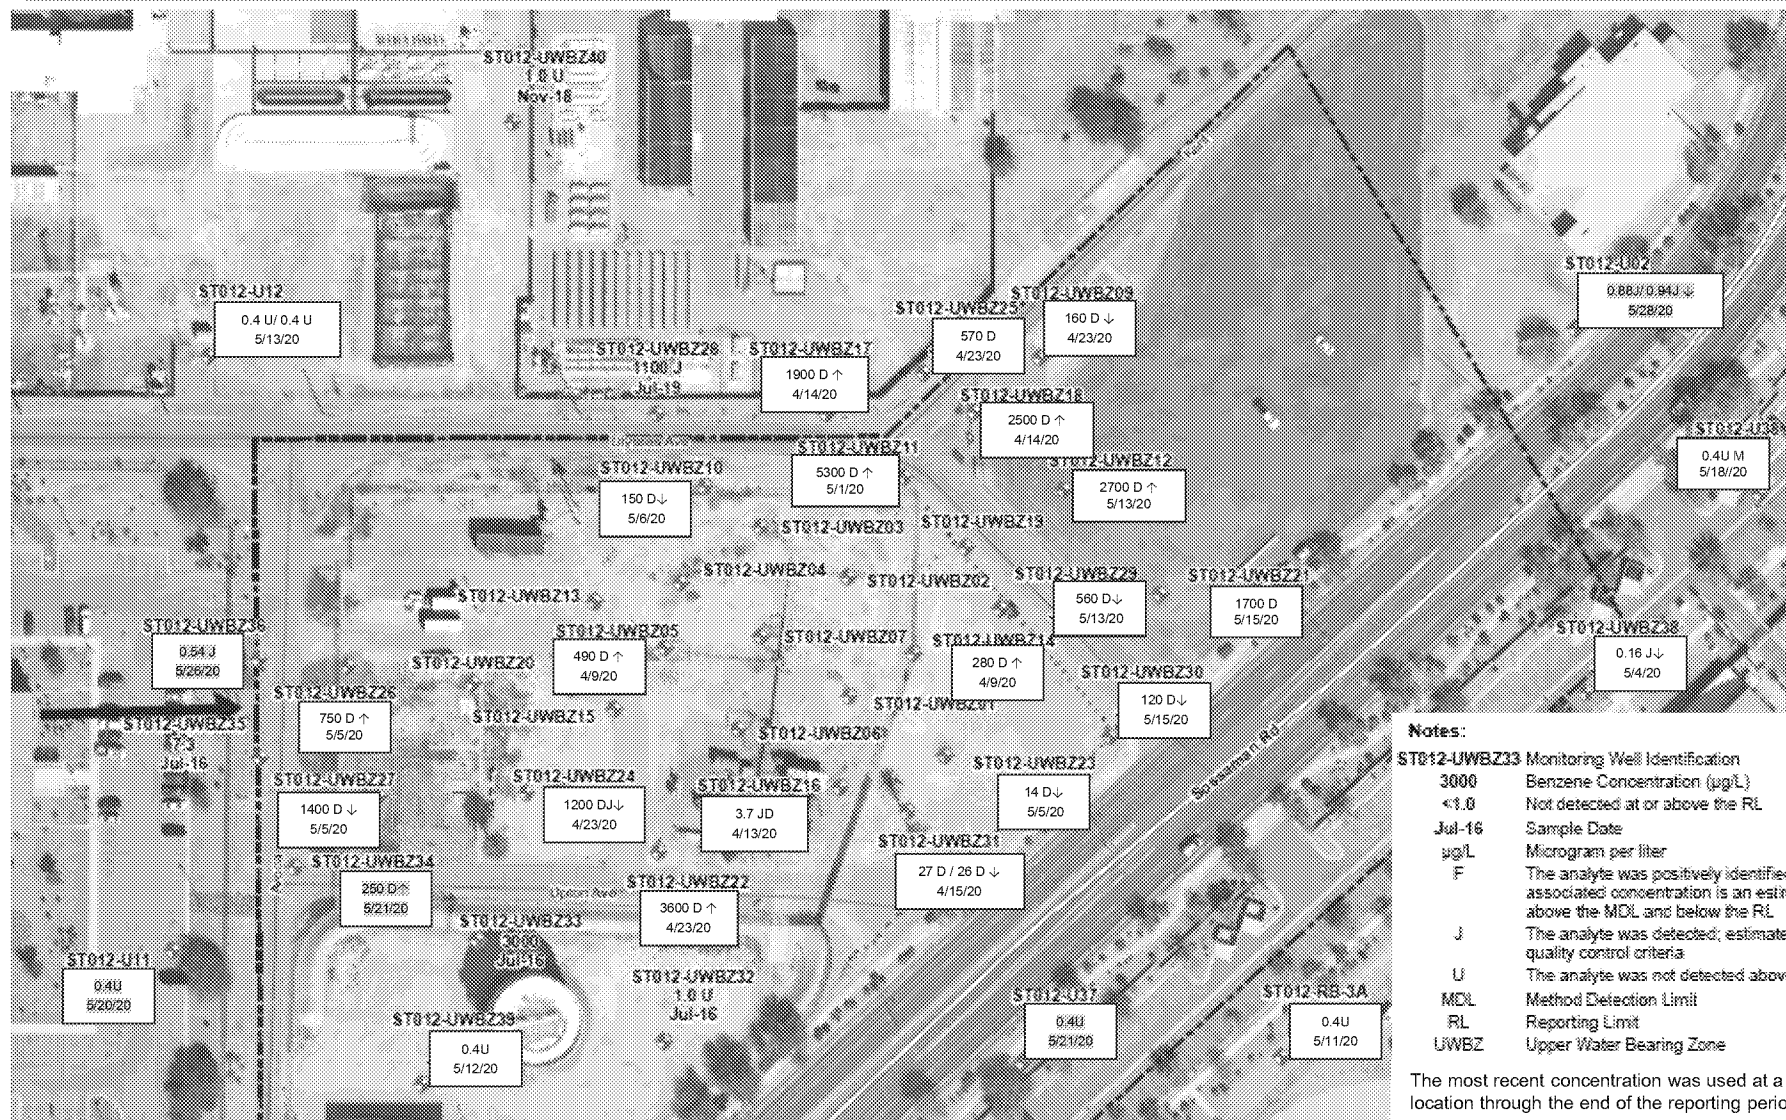 ST012-UWBZ40
1.0 U
Nov-18
ST012-U02
0.88J/ 0.94J ↓
5/28/20
ST012-U12
0.4 U/ 0.4 U
5/13/20
ST012-UWBZ25
570 D
4/23/20
ST012-UWBZ09
160 D ↓
4/23/20
ST012-UWBZ28
1100 J
Jul-19
ST012-UWBZ17
1900 D ↑
4/14/20
ST012-UWBZ18
2500 D ↑
4/14/20
ST012-U38
0.4U M
5/18//20
ST012-UWBZ11
5300 D ↑
5/1/20
ST012-UWBZ10
150 D↓
5/6/20
ST012-UWBZ12
2700 D ↑
5/13/20
ST012-UWBZ03
ST012-UWBZ19
ST012-UWBZ04
ST012-UWBZ02
ST012-UWBZ29
560 D↓
5/13/20
ST012-UWBZ21
1700 D
5/15/20
ST012-UWBZ13
ST012-UWBZ36
0.54 J
5/26/20
ST012-UWBZ05
490 D ↑
4/9/20
ST012-UWBZ07
ST012-UWBZ14
280 D ↑
4/9/20
ST012-UWBZ38
0.16 J↓
5/4/20
ST012-UWBZ20
ST012-UWBZ30
120 D↓
5/15/20
ST012-UWBZ26
750 D ↑
5/5/20
ST012-UWBZ01
ST012-UWBZ15
ST012-UWBZ35
Jul-16
ST012-UWBZ06
ST012-UWBZ27
1400 D ↓
5/5/20
ST012-UWBZ24
1200 DJ↓
4/23/20
ST012-UWBZ16
3.7 JD
4/13/20
ST012-UWBZ23
14 D↓
5/5/20
Sossaman Rd
ST012-UWBZ31
27 D / 26 D ↓
4/15/20
ST012-UWBZ34
250 D↑
5/21/20
Upton Ave
ST012-UWBZ22
3600 D ↑
4/23/20
ST012-UWBZ33
3000
Jul-16
ST012-U11
0.4U
5/20/20
ST012-UWBZ32
1.0 U
Jul-16
ST012-UWBZ39
0.4U
5/12/20
ST012-U37
0.4U
5/21/20
ST012-RB-3A
0.4U
5/11/20
Notes:
ST012-UWBZ33 Monitoring Well Identification
3000 Benzene Concentration (µg/L)
<1.0 Not detected at or above the RL
Jul-16 Sample Date
µg/L Microgram per liter
F The analyte was positively identifie
associated concentration is an estim
above the MDL and below the RL
J The analyte was detected; estimate
quality control criteria
U The analyte was not detected abov
MDL Method Detection Limit
RL Reporting Limit
UWBZ Upper Water Bearing Zone
The most recent concentration was used at a
location through the end of the reporting peric